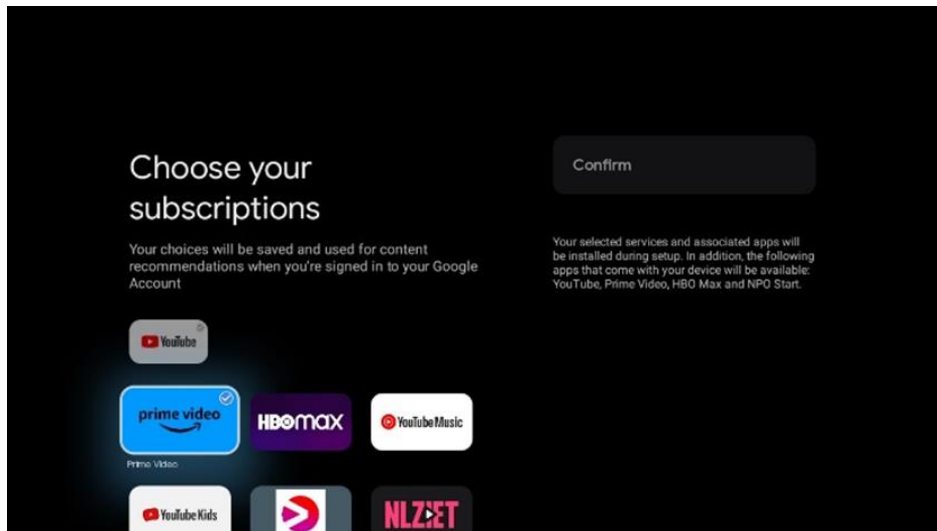 Choose your
subscriptions
Your choices will be saved and used for content
recommendations when you're signed in to your Google
Account
YouTube
prime video
HBOmax
YouTube Music
Prime Video
YouTube Kids
NLZIET
Confirm
Your selected services and associated apps will
be installed during setup. In addition, the following
apps that come with your device will be available:
YouTube, Prime Video, HBO Max and NPO Start.